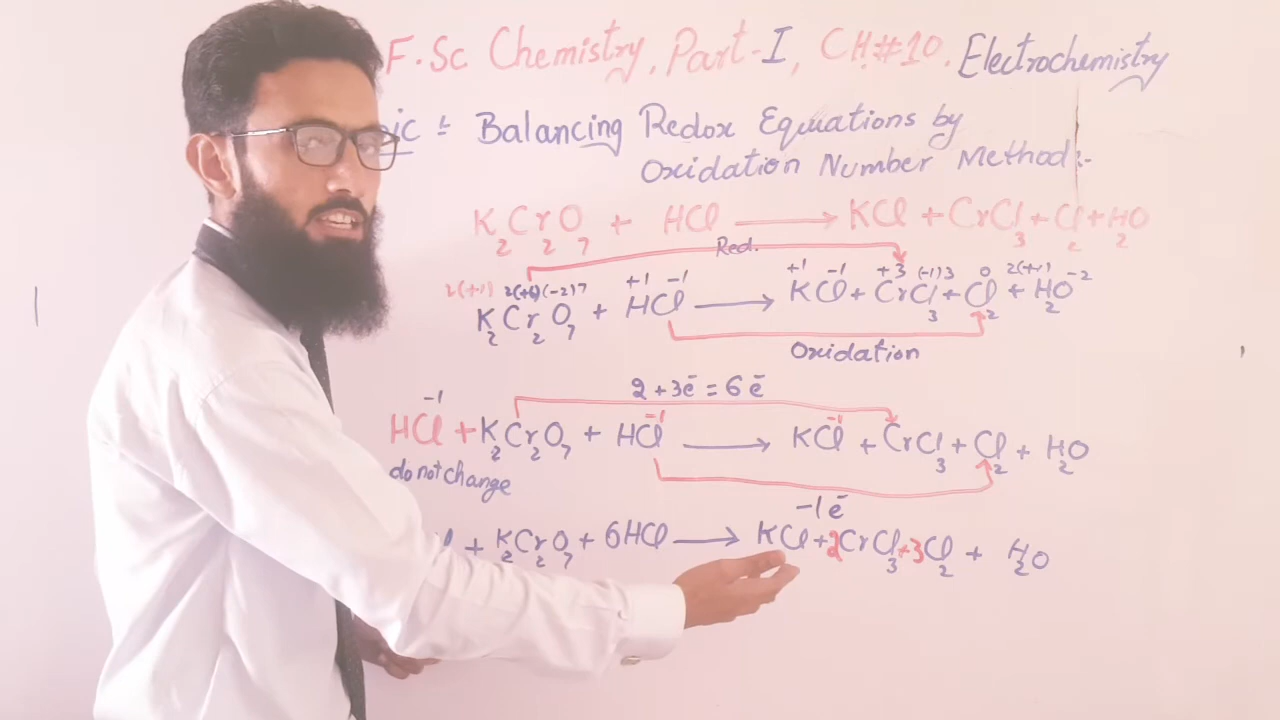 F.Sc Chemistry, Part-I, CH#10, Electrochemistry
ic :- Balancing Redox Equations by
Oxidation Number Method:-
K₂Cr₂O₇ + HCl ⟶ KCl + CrCl₃ + Cl₂ + H₂O
Red.
2(+1) 2(+6) (-2)7 +1 -1 +1 -1 +3 (-1)3 0 2(+1) -2
K₂Cr₂O₇ + HCl ⟶ KCl + CrCl₃ + Cl₂ + H₂O
Oxidation
2+3e⁻ = 6e⁻
-1 -1 -1
HCl + K₂Cr₂O₇ + HCl ⟶ KCl + CrCl₃ + Cl₂ + H₂O
do not change
-1e⁻
l + K₂Cr₂O₇ + 6HCl ⟶ KCl + 2CrCl₃ + 3Cl₂ + H₂O